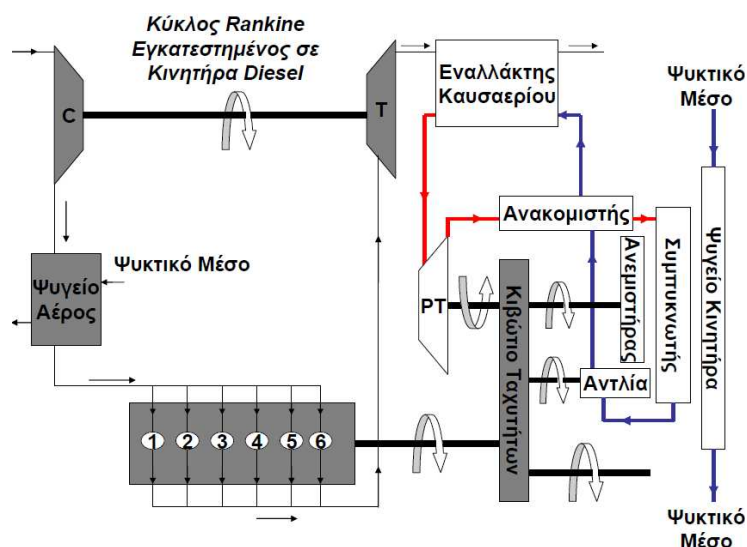 Κύκλος Rankine
Εγκατεστημένος σε
Κινητήρα Diesel
C
T
Εναλλάκτης
Καυσαερίου
Ψυκτικό
Μέσο
Ανακομιστής
Ψυκτικό Μέσο
Ψυγείο
Αέρος
PT
Κιβώτιο Ταχυτήτων
Ανεμιστήρας
Συμπυκνωτής
Ψυγείο Κινητήρα
Αντλία
1 2 3 4 5 6
Ψυκτικό
Μέσο